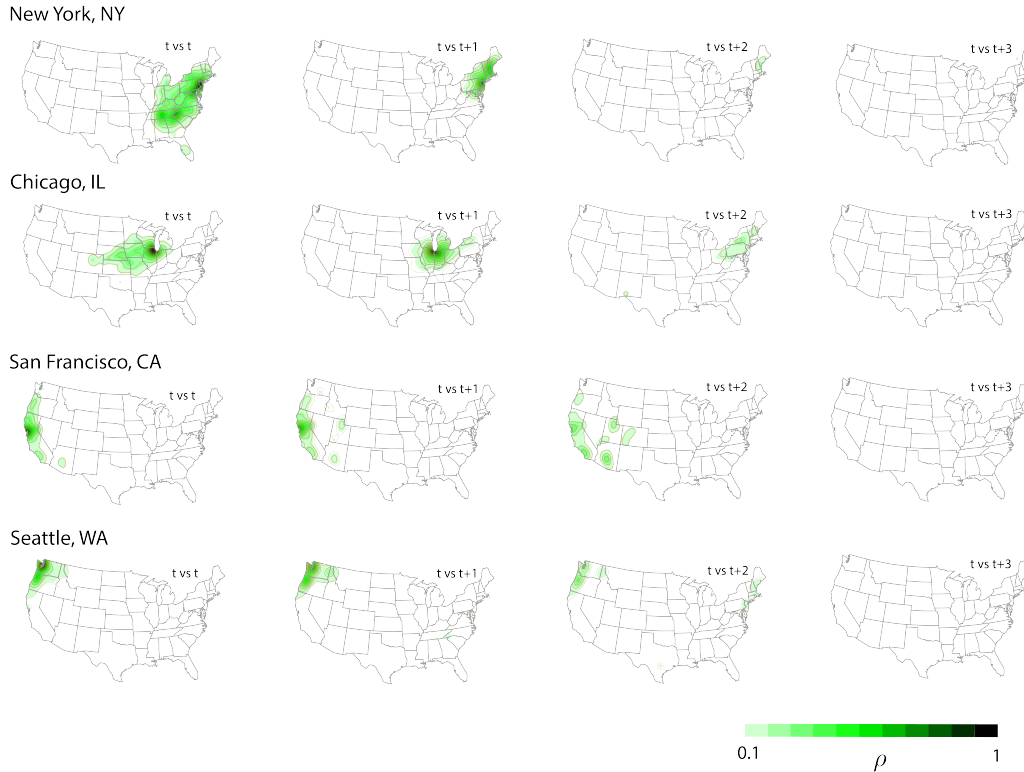 New York, NY
t vs t
t vs t+1
t vs t+2
t vs t+3
Chicago, IL
t vs t
t vs t+1
t vs t+2
t vs t+3
San Francisco, CA
t vs t
t vs t+1
t vs t+2
t vs t+3
Seattle, WA
t vs t
t vs t+1
t vs t+2
t vs t+3
0.1
ρ
1